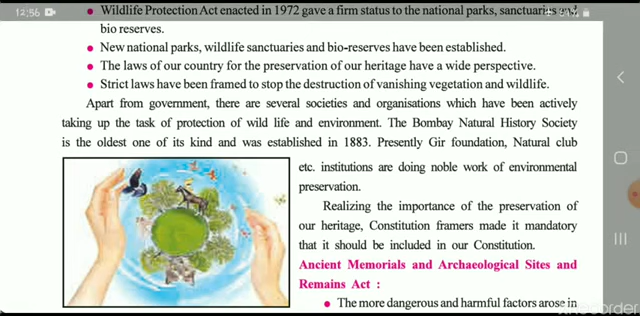 12:56
Wildlife Protection Act enacted in 1972 gave a firm status to the national parks, sanctuaries and
bio reserves.
New national parks, wildlife sanctuaries and bio-reserves have been established.
The laws of our country for the preservation of our heritage have a wide perspective.
Strict laws have been framed to stop the destruction of vanishing vegetation and wildlife.
Apart from government, there are several societies and organisations which have been actively
taking up the task of protection of wild life and environment. The Bombay Natural History Society
is the oldest one of its kind and was established in 1883. Presently Gir foundation, Natural club
etc. institutions are doing noble work of environmental
preservation.
Realizing the importance of the preservation of
our heritage, Constitution framers made it mandatory
that it should be included in our Constitution.
Ancient Memorials and Archaeological Sites and
Remains Act :
The more dangerous and harmful factors arose in